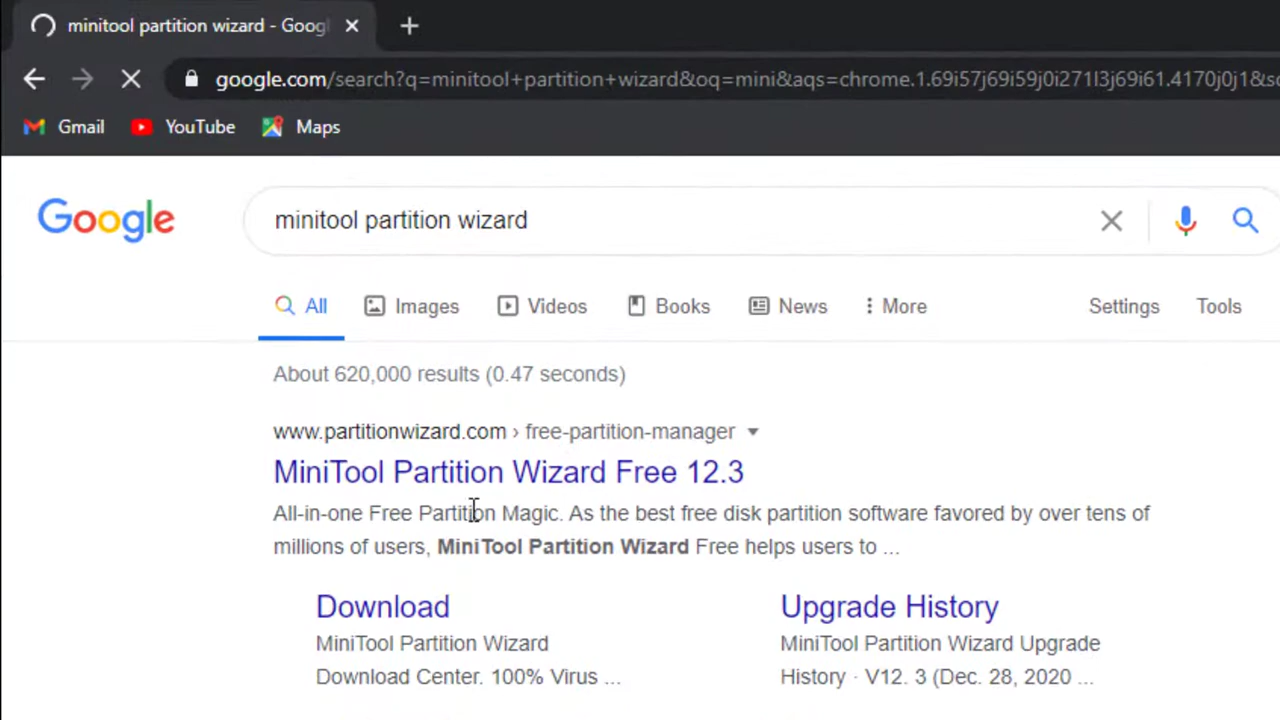 minitool partition wizard - Goog
google.com/search?q=minitool+partition+wizard&oq=mini&aqs=chrome.1.69i57j69i59j0i271l3j69i61.4170j0j1&so
Gmail YouTube Maps
Google minitool partition wizard
All Images Videos Books News More Settings Tools
About 620,000 results (0.47 seconds)
www.partitionwizard.com › free-partition-manager
MiniTool Partition Wizard Free 12.3
All-in-one Free Partition Magic. As the best free disk partition software favored by over tens of
millions of users, MiniTool Partition Wizard Free helps users to ...
Download Upgrade History
MiniTool Partition Wizard MiniTool Partition Wizard Upgrade
Download Center. 100% Virus ... History · V12. 3 (Dec. 28, 2020 ...